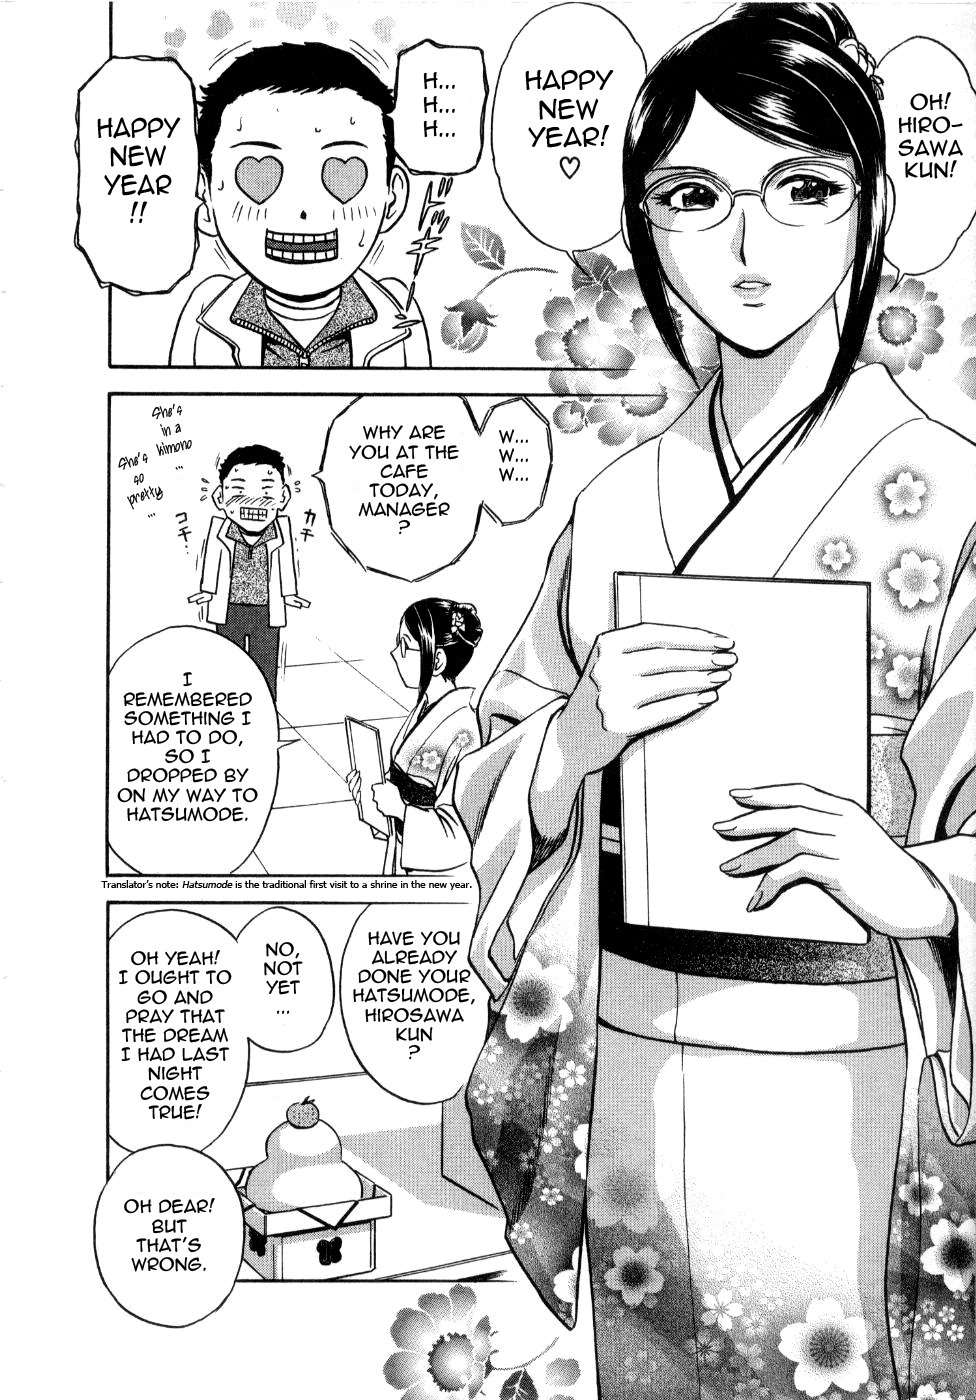 OH!
HIRO-
SAWA
KUN!
HAPPY
NEW
YEAR!
♡
H...
H...
H...
HAPPY
NEW
YEAR
!!
W...
W...
W...
WHY ARE
YOU AT THE
CAFE
TODAY,
MANAGER
?
She's
in a
kimono
...
She's
so
pretty
...
カチ
コチ
I
REMEMBERED
SOMETHING I
HAD TO DO,
SO I
DROPPED BY
ON MY WAY TO
HATSUMODE.
Translator's note: Hatsumode is the traditional first visit to a shrine in the new year.
HAVE YOU
ALREADY
DONE YOUR
HATSUMODE,
HIROSAWA
KUN
?
NO,
NOT
YET
...
OH YEAH!
I OUGHT TO
GO AND
PRAY THAT
THE DREAM
I HAD LAST
NIGHT
COMES
TRUE!
OH DEAR!
BUT
THAT'S
WRONG.